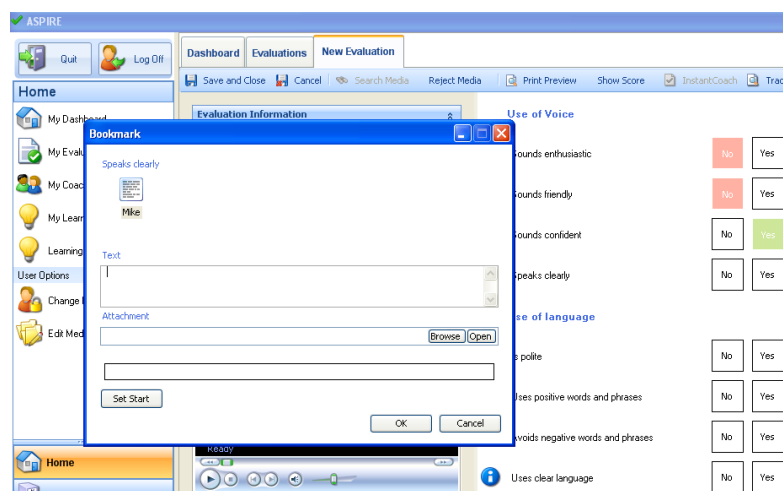 ASPIRE
Quit
Log Off
Dashboard
Evaluations
New Evaluation
Save and Close
Cancel
Search Media
Reject Media
Print Preview
Show Score
InstantCoach
Home
My Dashboard
My Evalu
My Coac
My Learn
Learning
User Options
Change
Edit Med
Home
Evaluation Information
Bookmark
Speaks clearly
Mike
Text
Attachment
Browse
Open
Set Start
OK
Cancel
Ready
Use of Voice
Sounds enthusiastic
No
Yes
Sounds friendly
No
Yes
Sounds confident
No
Yes
Speaks clearly
No
Yes
se of language
s polite
No
Yes
Uses positive words and phrases
No
Yes
Avoids negative words and phrases
No
Yes
Uses clear language
No
Yes